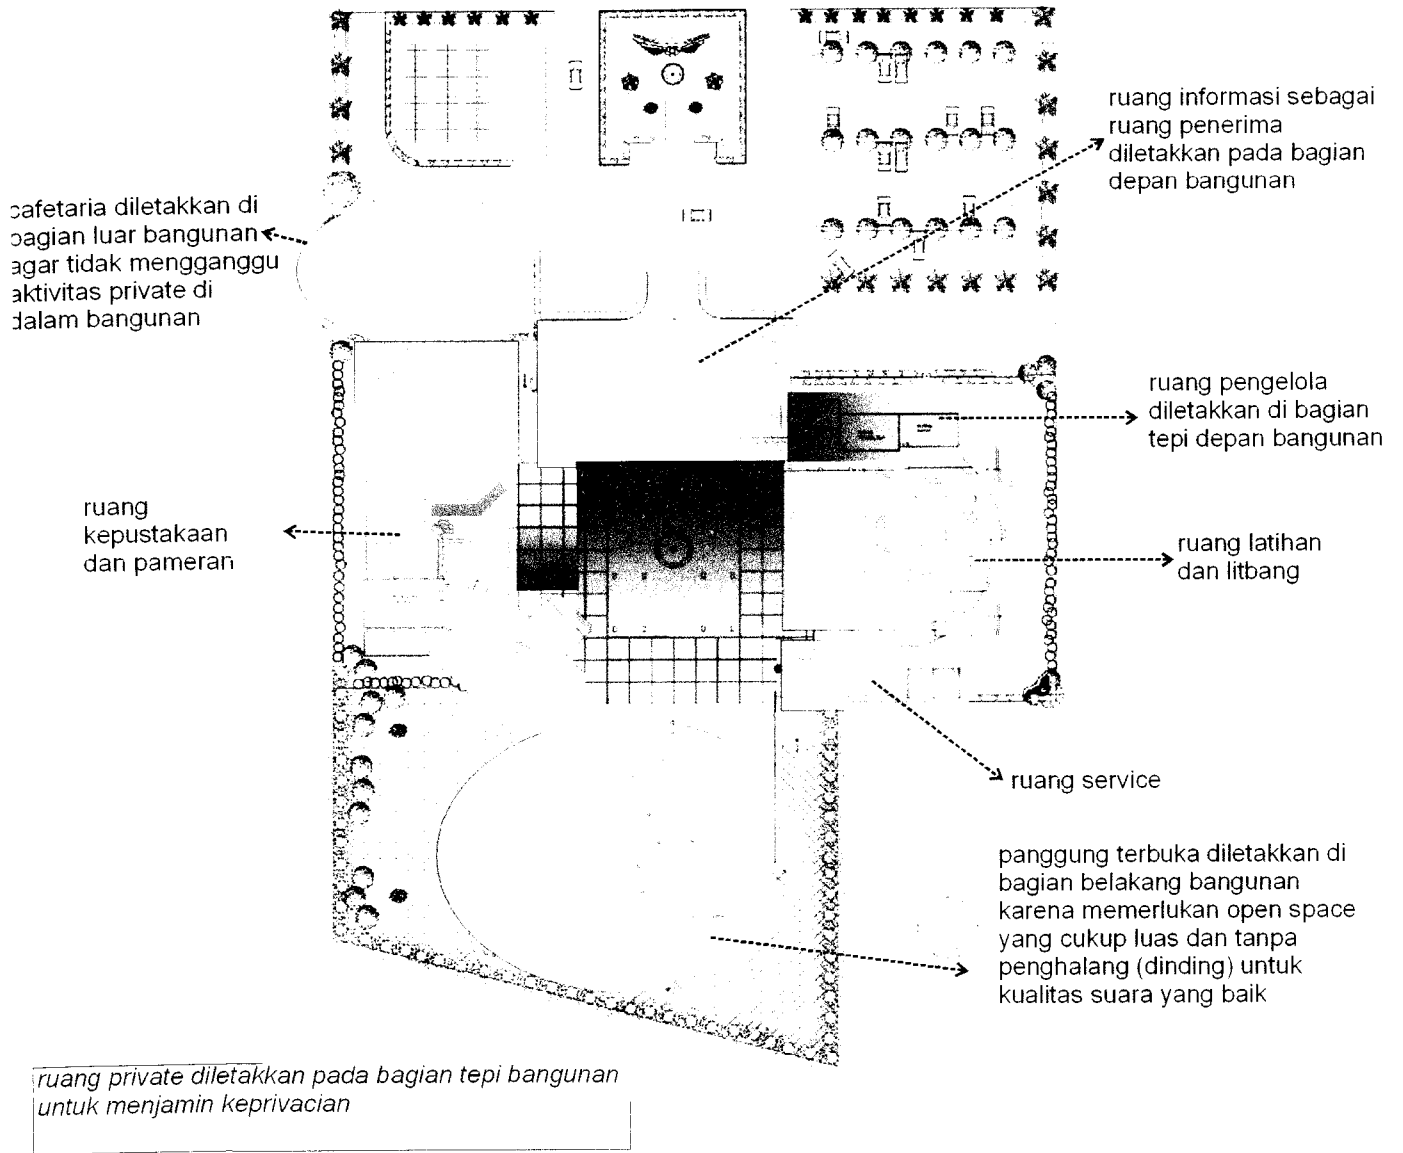 ruang informasi sebagai
ruang penerima
diletakkan pada bagian
depan bangunan
cafetaria diletakkan di
bagian luar bangunan
agar tidak mengganggu
aktivitas private di
dalam bangunan
ruang pengelola
diletakkan di bagian
tepi depan bangunan
ruang
kepustakaan
dan pameran
ruang latihan
dan litbang
ruang service
panggung terbuka diletakkan di
bagian belakang bangunan
karena memerlukan open space
yang cukup luas dan tanpa
penghalang (dinding) untuk
kualitas suara yang baik
ruang private diletakkan pada bagian tepi bangunan
untuk menjamin keprivacian